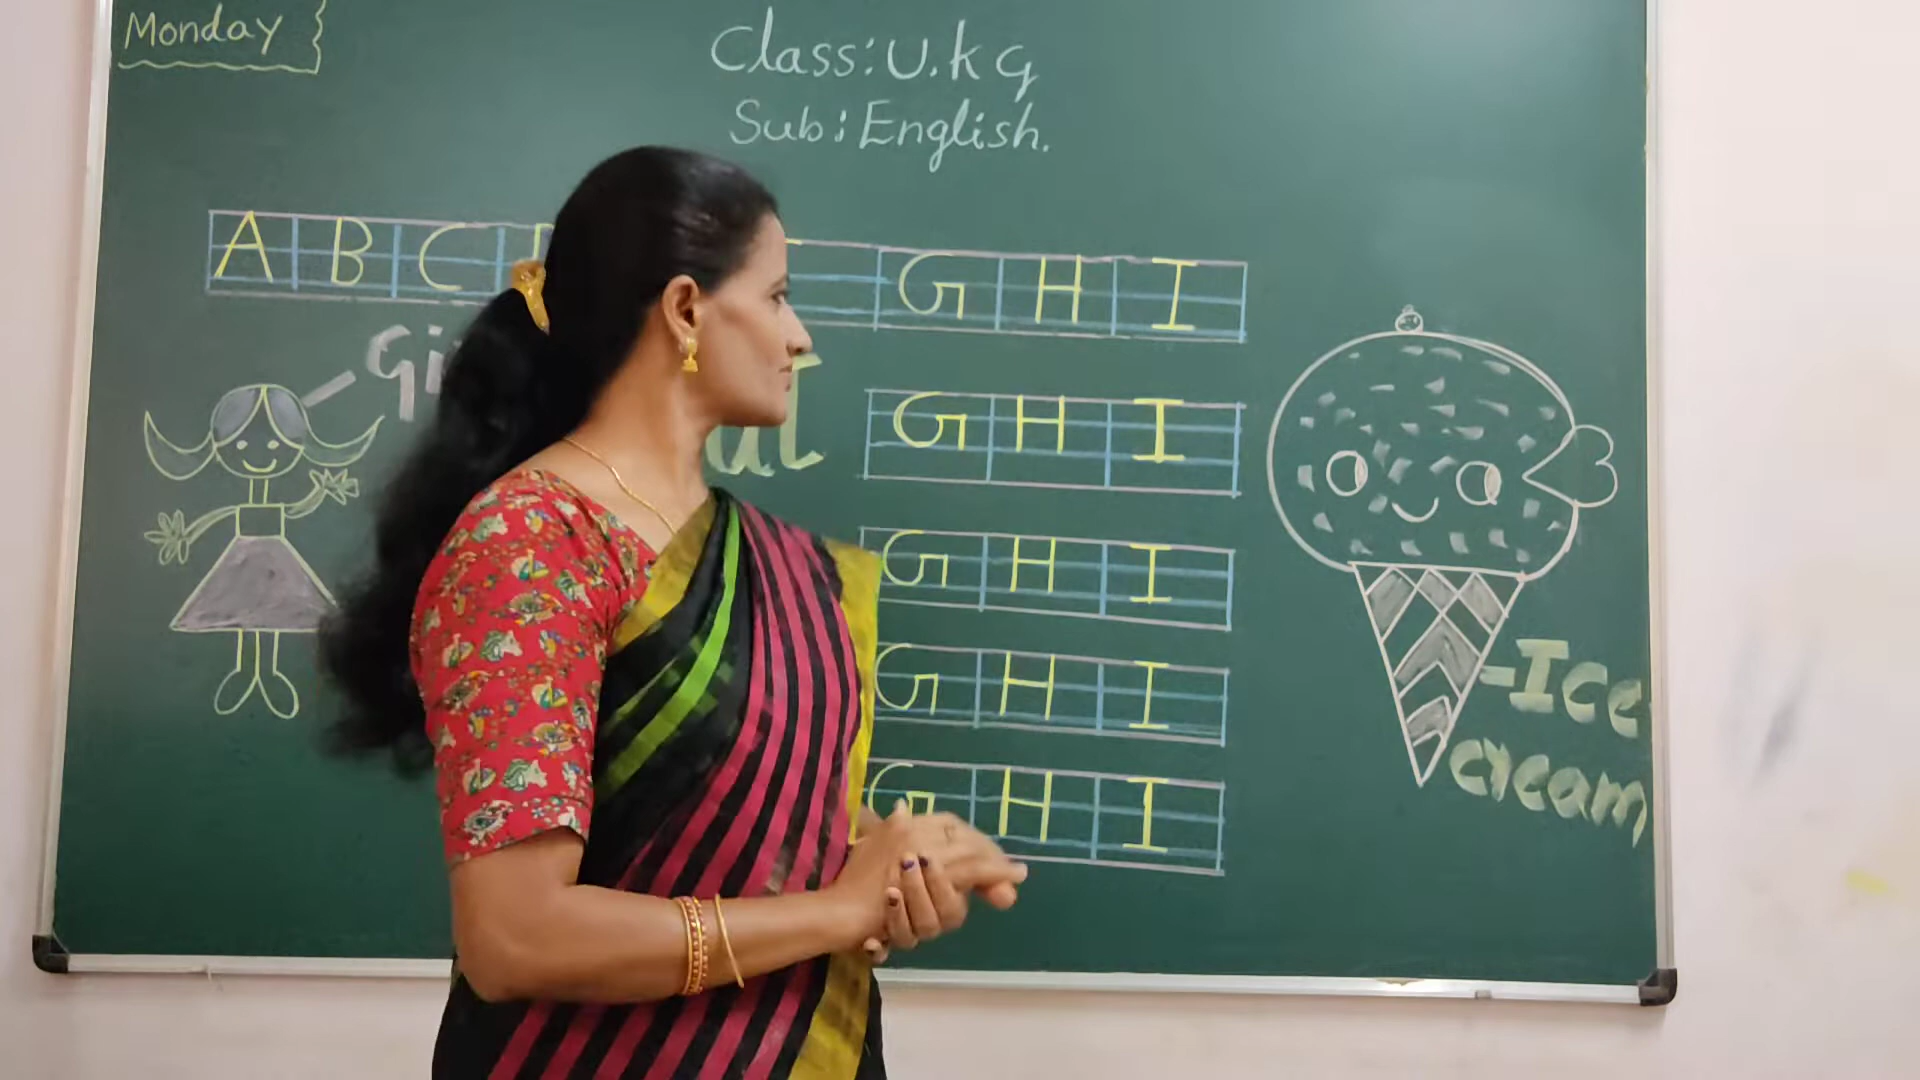 Monday
Class: U.k G
Sub: English.
A B C G H I
G H I
G H I
G H I
G H I
-Ice
cream